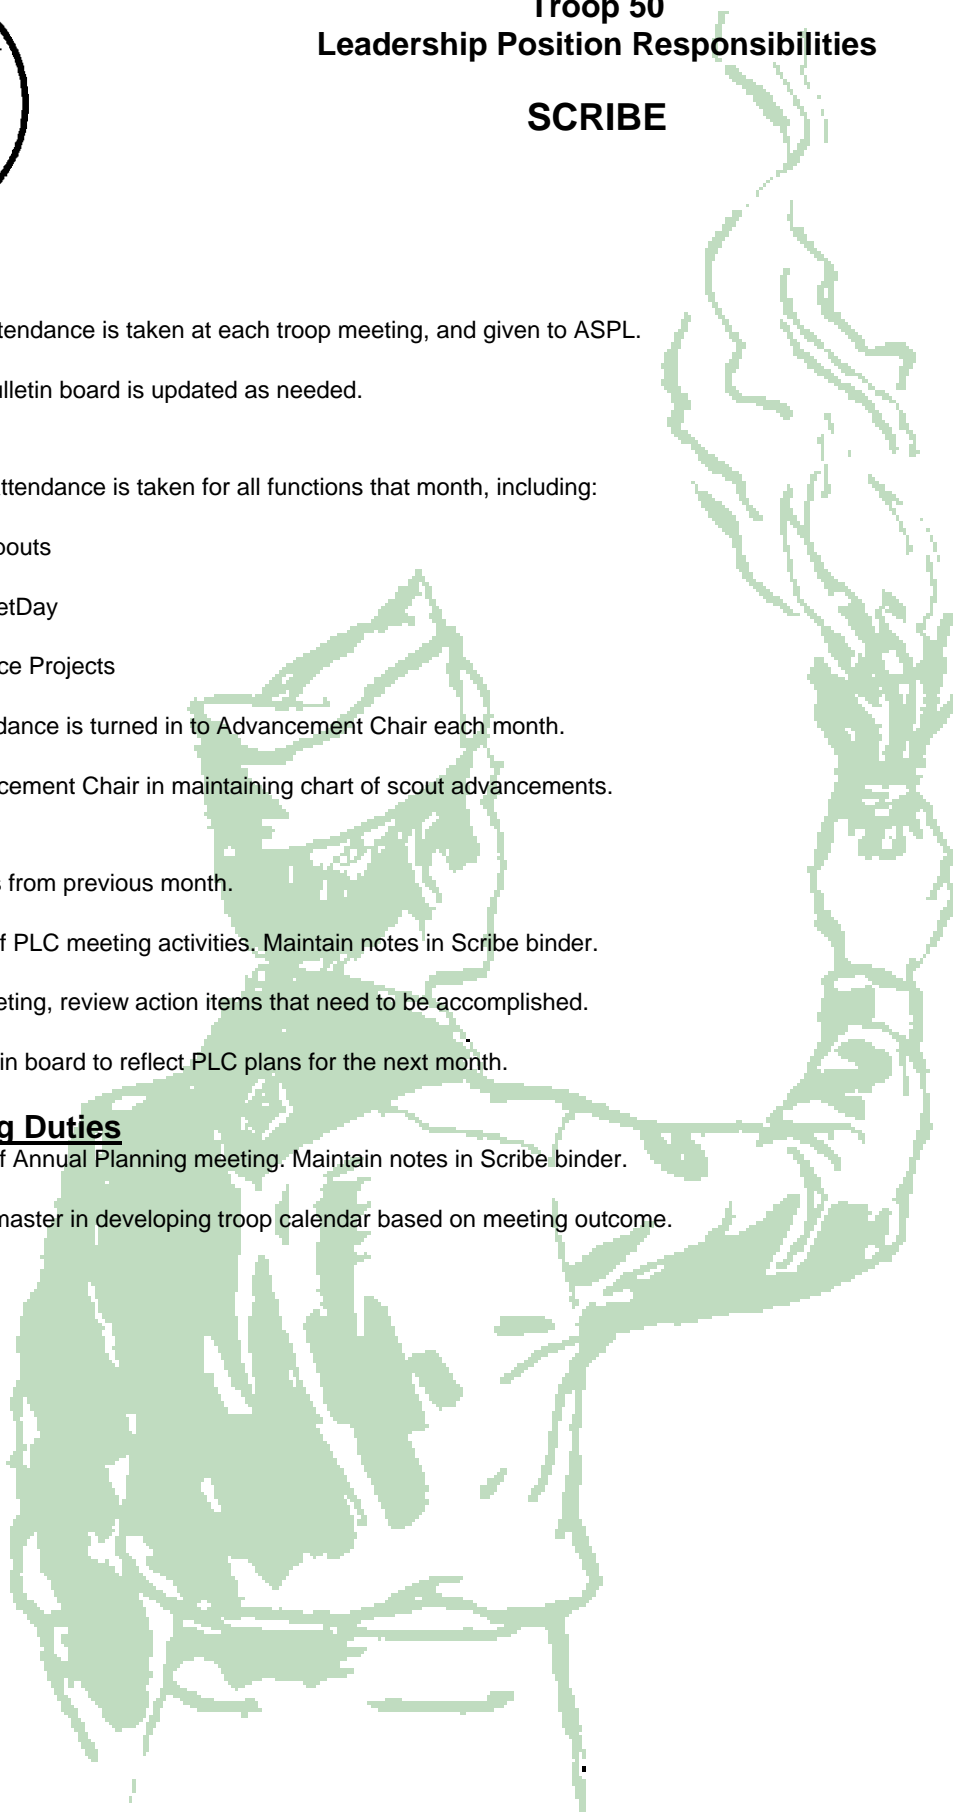 Troop 50
Leadership Position Responsibilities
SCRIBE
ttendance is taken at each troop meeting, and given to ASPL.
ulletin board is updated as needed.
ttendance is taken for all functions that month, including:
oouts
etDay
ce Projects
dance is turned in to Advancement Chair each month.
cement Chair in maintaining chart of scout advancements.
s from previous month.
f PLC meeting activities. Maintain notes in Scribe binder.
eting, review action items that need to be accomplished.
in board to reflect PLC plans for the next month.
g Duties
f Annual Planning meeting. Maintain notes in Scribe binder.
master in developing troop calendar based on meeting outcome.